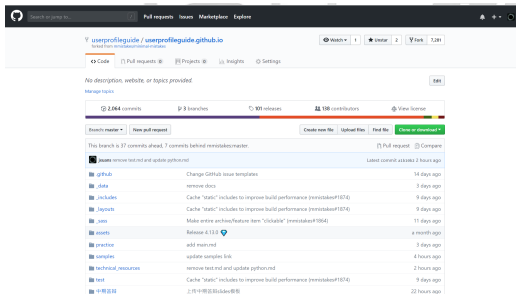 Search or jump to...
Pull requests Issues Marketplace Explore
userprofileguide / userprofileguide.github.io
forked from mmistakes/minimal-mistakes
Watch 1 Unstar 2 Fork 7,281
Code Pull requests 0 Projects 0 Insights Settings
No description, website, or topics provided.
Edit
Manage topics
2,064 commits 3 branches 101 releases 138 contributors View license
Branch: master New pull request Create new file Upload files Find file Clone or download
This branch is 37 commits ahead, 7 commits behind mmistakes:master.
Pull request Compare
remove test.md and update python.md Latest commit 2 hours ago
.github Change GitHub issue templates 14 days ago
_data remove docs 3 days ago
_includes Cache "static" includes to improve build performance (mmistakes#1874) 9 days ago
_layouts Cache "static" includes to improve build performance (mmistakes#1874) 9 days ago
_sass Make entire archive/feature item "clickable" (mmistakes#1864) 11 days ago
assets Release 4.13.0 a month ago
practice add main.md 3 days ago
samples update samples link 4 hours ago
technical_resources remove test.md and update python.md 2 hours ago
test Cache "static" includes to improve build performance (mmistakes#1874) 9 days ago
22 hours ago